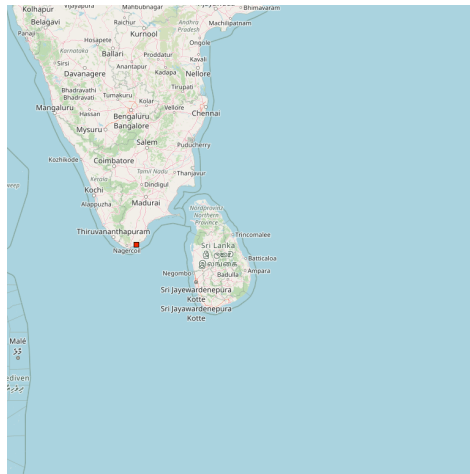 Kolhapur
Vijayapura
Mahbubnagar
Bhimavaram
Belagavi
Raichur
Andhra
Pradesh
Machilipatnam
Panaji
Kurnool
Hosapete
Ongole
Karnataka
Ballari
Proddatur
Kavali
Sirsi
Anantapur
Davanagere
Kadapa
Nellore
Tirupati
Bhadravathi
Bhadravati
Tumakuru
Kolar
Mangaluru
Hassan
Bengaluru
Bangalore
Vellore
Chennai
Mysuru
Salem
Puducherry
Kozhikode
Coimbatore
Tamil Nadu
Thanjavur
Kerala
Dindigul
Kochi
Alappuzha
Madurai
Nordprovinz
Northern
Province
Thiruvananthapuram
Nagercoil
Trincomalee
Sri Lanka
Batticaloa
Negombo
Badulla
Ampara
Sri Jayewardenepura
Kotte
Sri Jayawardenepura
Kotte
Malé